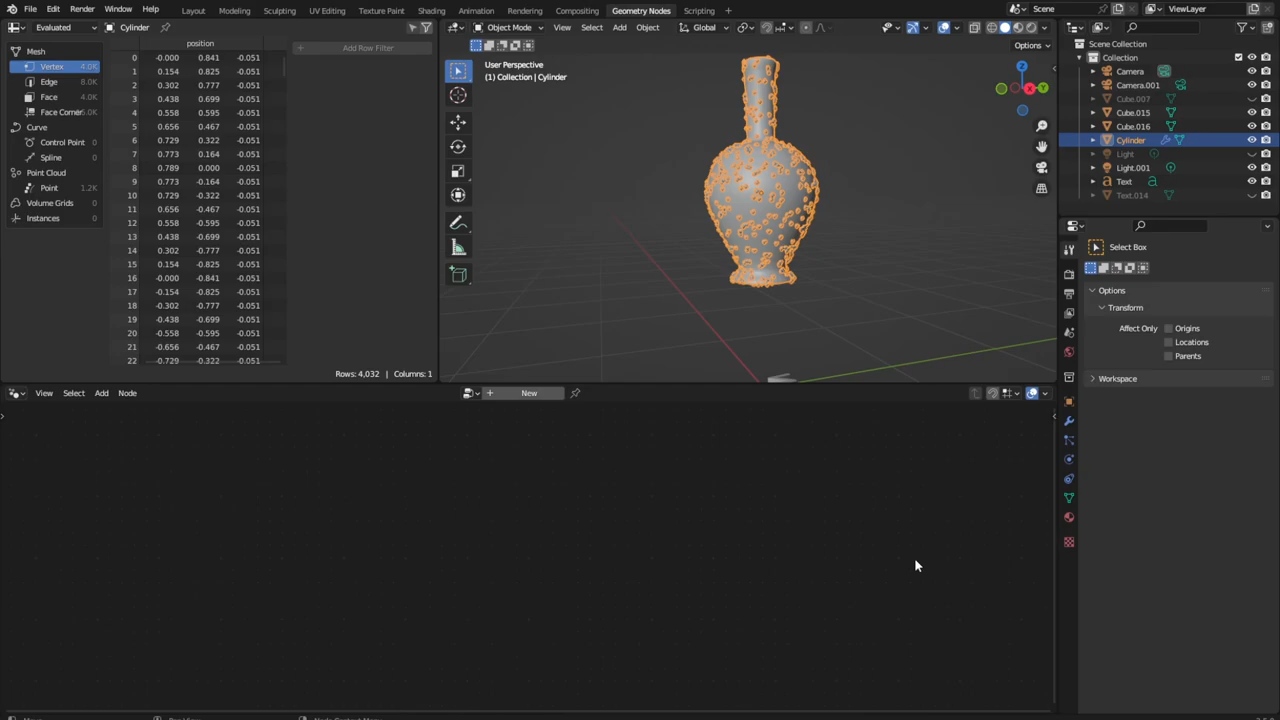 File Edit Render Window Help Layout Modeling Sculpting UV Editing Texture Paint Shading Animation Rendering Compositing Geometry Nodes Scripting Scene ViewLayer
Evaluated Cylinder
position
Add Row Filter
Mesh
Vertex 4.0K
Edge 8.0K
Face 4.0K
Face Corner
Curve
Control Point 0
Spline 0
Point Cloud
Point 1.2K
Volume Grids 0
Instances 0
0 -0.000 0.841 -0.051
1 0.154 0.825 -0.051
2 0.302 0.777 -0.051
3 0.438 0.699 -0.051
4 0.558 0.595 -0.051
5 0.656 0.467 -0.051
6 0.729 0.322 -0.051
7 0.773 0.164 -0.051
8 0.789 0.000 -0.051
9 0.773 -0.164 -0.051
10 0.729 -0.322 -0.051
11 0.656 -0.467 -0.051
12 0.558 -0.595 -0.051
13 0.438 -0.699 -0.051
14 0.302 -0.777 -0.051
15 0.154 -0.825 -0.051
16 -0.000 -0.841 -0.051
17 -0.154 -0.825 -0.051
18 -0.302 -0.777 -0.051
19 -0.438 -0.699 -0.051
20 -0.558 -0.595 -0.051
21 -0.656 -0.467 -0.051
22 -0.729 -0.322 -0.051
Rows: 4,032 | Columns: 1
Object Mode View Select Add Object Global
Options
User Perspective
(1) Collection | Cylinder
Z
X
Y
Scene Collection
Collection
Camera
Camera.001
Cube.007
Cube.015
Cube.016
Cylinder
Light
Light.001
Text
Text.014
Select Box
Options
Transform
Affect Only Origins
Locations
Parents
Workspace
View Select Add Node New